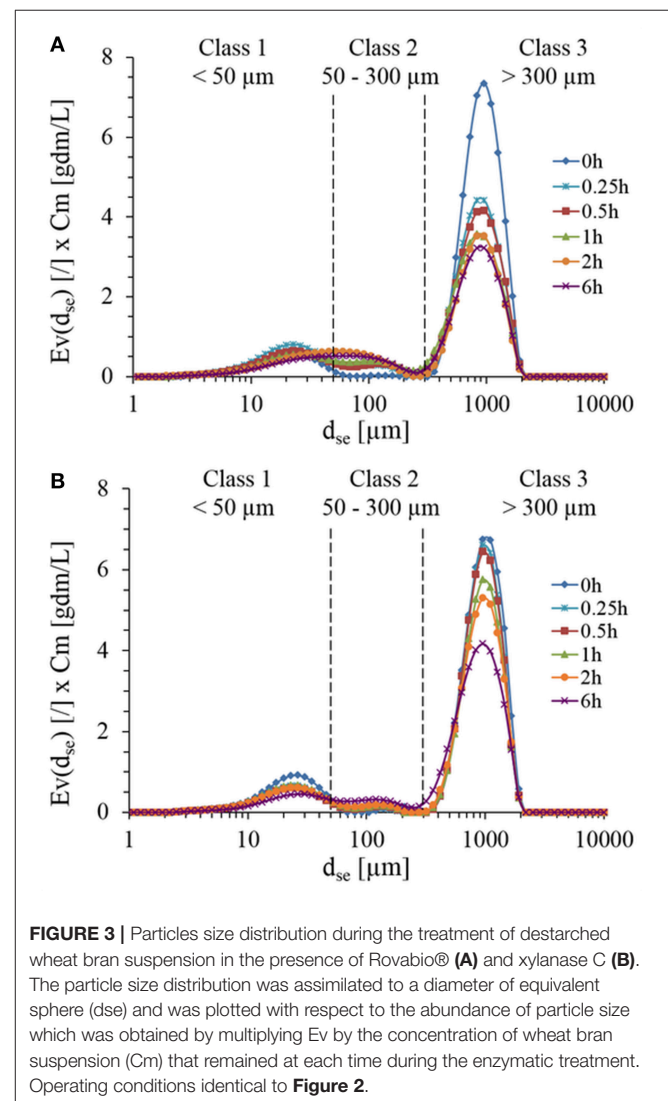 A
Class 1
Class 2
Class 3
< 50 µm
50 - 300 µm
> 300 µm
8
6
4
2
0
Ev(dse) [/] x Cm [gdm/L]
0h
0.25h
0.5h
1h
2h
6h
1
10
100
1000
10000
dse [µm]
B
Class 1
Class 2
Class 3
< 50 µm
50 - 300 µm
> 300 µm
8
6
4
2
0
Ev(dse) [/] x Cm [gdm/L]
0h
0.25h
0.5h
1h
2h
6h
1
10
100
1000
10000
dse [µm]
FIGURE 3 | Particles size distribution during the treatment of destarched
wheat bran suspension in the presence of Rovabio® (A) and xylanase C (B).
The particle size distribution was assimilated to a diameter of equivalent
sphere (dse) and was plotted with respect to the abundance of particle size
which was obtained by multiplying Ev by the concentration of wheat bran
suspension (Cm) that remained at each time during the enzymatic treatment.
Operating conditions identical to Figure 2.